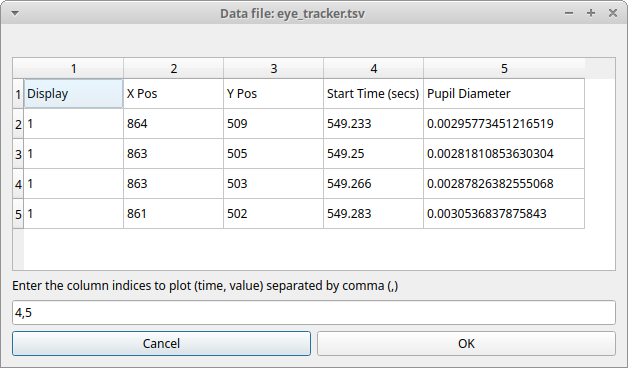 Data file: eye_tracker.tsv
1 2 3 4 5
1 Display X Pos Y Pos Start Time (secs) Pupil Diameter
2 1 864 509 549.233 0.00295773451216519
3 1 863 505 549.25 0.00281810853630304
4 1 863 503 549.266 0.00287826382555068
5 1 861 502 549.283 0.0030536837875843
Enter the column indices to plot (time, value) separated by comma (,)
4,5
Cancel OK